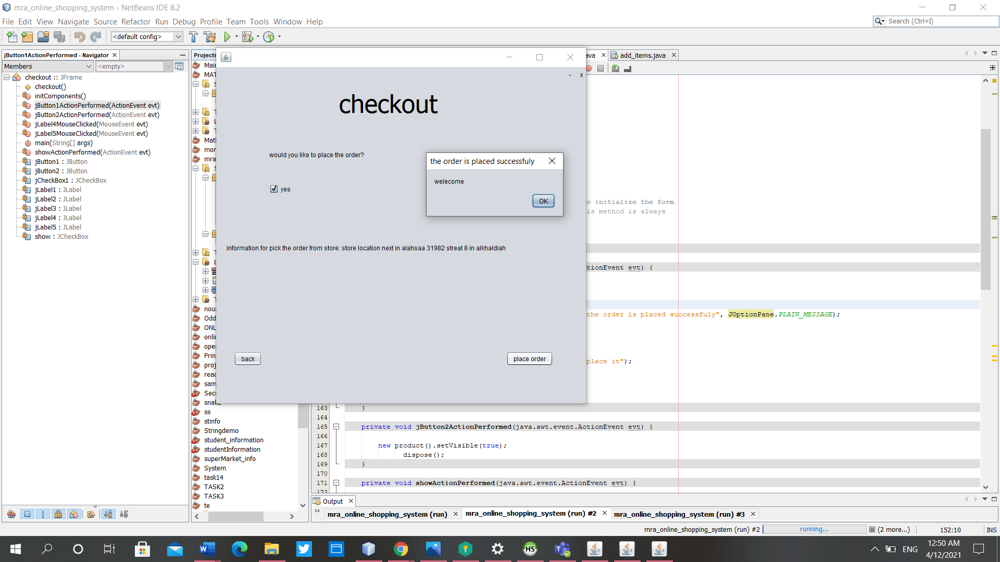 mra_online_shopping_system - NetBeans IDE 8.2
File Edit View Navigate Source Refactor Run Debug Profile Team Tools Window Help
Search (Ctrl+I)
<default config>
jButton1ActionPerformed - Navigator
Members
<empty>
checkout :: JFrame
checkout()
initComponents()
jButton1ActionPerformed(ActionEvent evt)
jButton2ActionPerformed(ActionEvent evt)
jLabel4MouseClicked(MouseEvent evt)
jLabel5MouseClicked(MouseEvent evt)
main(String[] args)
showActionPerformed(ActionEvent evt)
jButton1 : JButton
jButton2 : JButton
jCheckBox1 : JCheckBox
jLabel1 : JLabel
jLabel2 : JLabel
jLabel3 : JLabel
jLabel4 : JLabel
jLabel5 : JLabel
show : JCheckBox
Projects
Main
MAT
Math
mor
mra
nour
Odd
ONL
onlin
oper
Prin
proj
read
sam
Seco
snake
ss
stinfo
Stringdemo
student_information
studentInformation
superMarket_info
System
task14
TASK2
TASK3
te
- x
checkout
would you like to place the order?
yes
the order is placed successfuly
welecome
OK
information for pick the order from store: store location next in alahsaa 31982 streat 8 in alkhaldiah
back
place order
ava
add_items.java
o initialize the form.
is method is always
tionEvent evt) {
the order is placed successfuly", JOptionPane.PLAIN_MESSAGE);
place it");
163 }
164
165 private void jButton2ActionPerformed(java.awt.event.ActionEvent evt) {
166
167 new product().setVisible(true);
168 dispose();
169 }
170
171 private void showActionPerformed(java.awt.event.ActionEvent evt) {
172
Output
mra_online_shopping_system (run)
mra_online_shopping_system (run) #2
mra_online_shopping_system (run) #3
mra_online_shopping_system (run) #2
running...
(2 more...)
152:10
INS
ENG
12:50 AM
4/12/2021